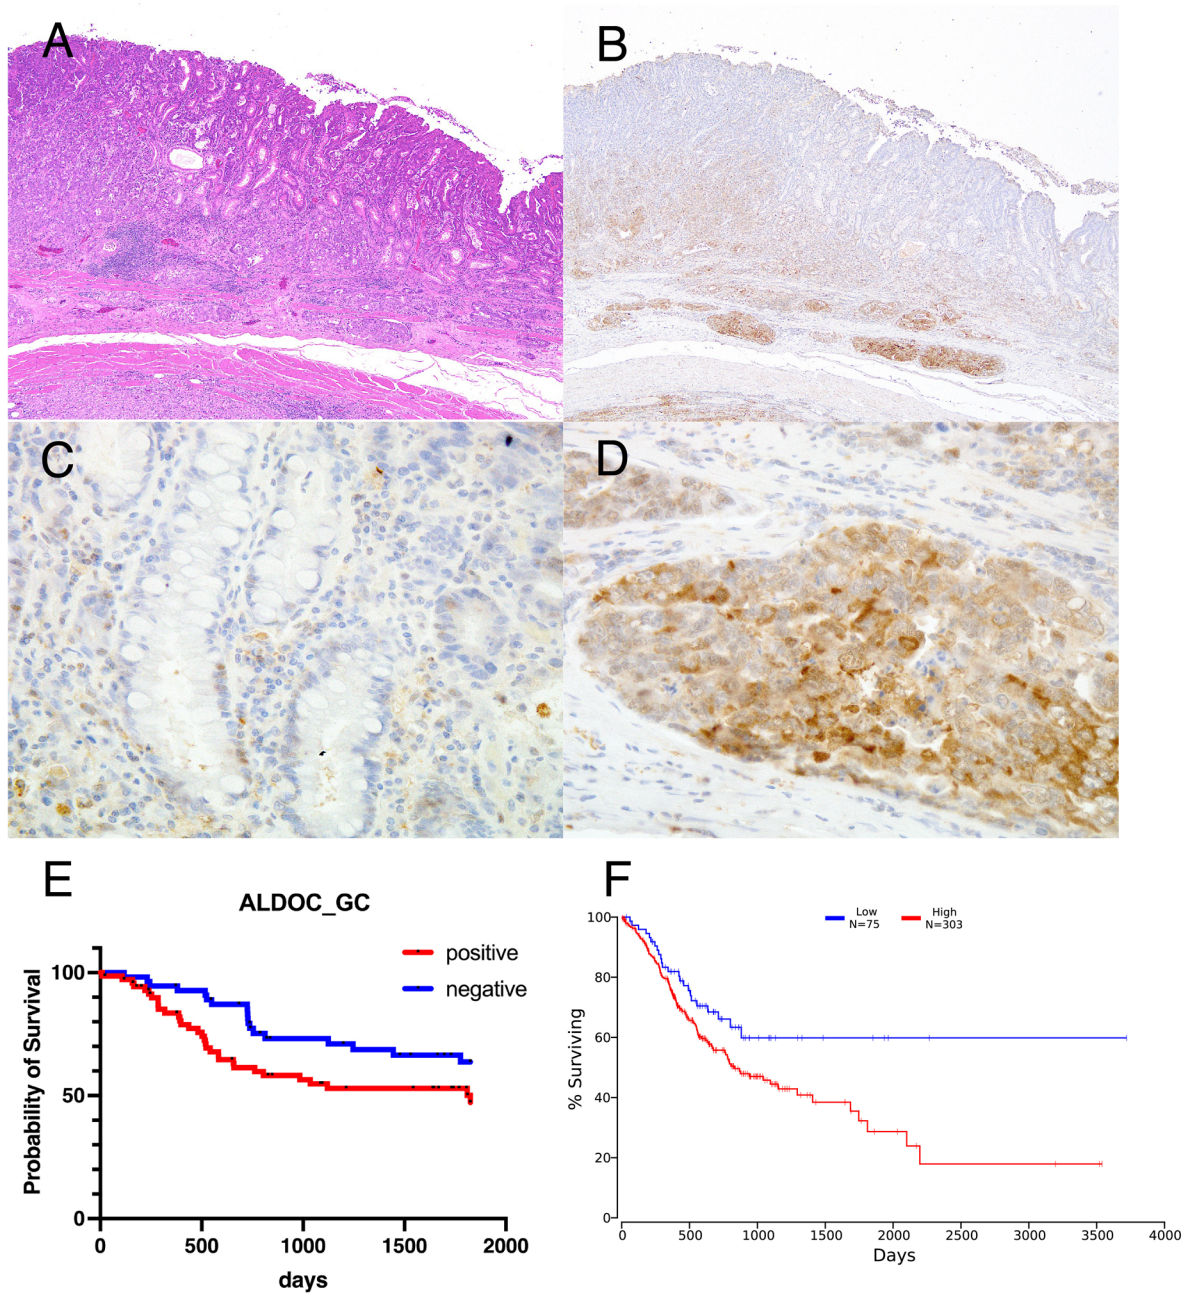 A
B
C
D
E
ALDOC_GC
Probability of Survival
100
50
0
0
500
1000
1500
2000
days
positive
negative
F
Low
N=75
High
N=303
% Surviving
100
80
60
40
20
0
0
500
1000
1500
2000
2500
3000
3500
4000
Days